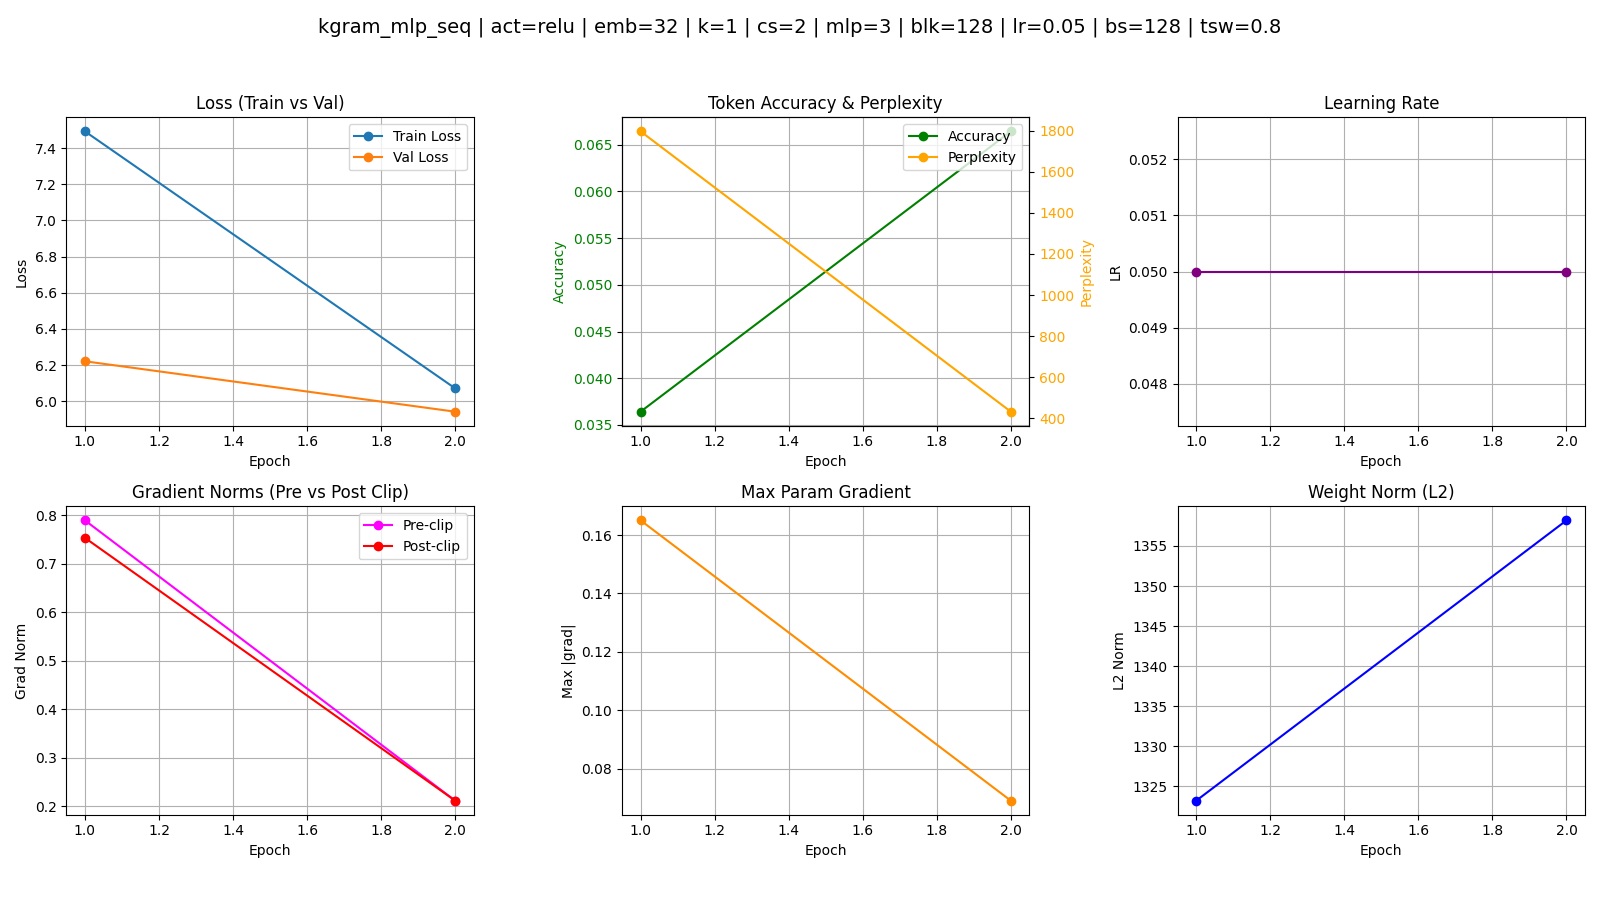 kgram_mlp_seq | act=relu | emb=32 | k=1 | cs=2 | mlp=3 | blk=128 | lr=0.05 | bs=128 | tsw=0.8
Loss (Train vs Val)
Train Loss
Val Loss
7.4
7.2
7.0
6.8
6.6
6.4
6.2
6.0
Loss
1.0 1.2 1.4 1.6 1.8 2.0
Epoch
Token Accuracy & Perplexity
Accuracy
Perplexity
0.065
0.060
0.055
0.050
0.045
0.040
0.035
Accuracy
1800
1600
1400
1200
1000
800
600
400
Perplexity
1.0 1.2 1.4 1.6 1.8 2.0
Epoch
Learning Rate
0.052
0.051
0.050
0.049
0.048
LR
1.0 1.2 1.4 1.6 1.8 2.0
Epoch
Gradient Norms (Pre vs Post Clip)
Pre-clip
Post-clip
0.8
0.7
0.6
0.5
0.4
0.3
0.2
Grad Norm
1.0 1.2 1.4 1.6 1.8 2.0
Epoch
Max Param Gradient
0.16
0.14
0.12
0.10
0.08
Max |grad|
1.0 1.2 1.4 1.6 1.8 2.0
Epoch
Weight Norm (L2)
1355
1350
1345
1340
1335
1330
1325
L2 Norm
1.0 1.2 1.4 1.6 1.8 2.0
Epoch